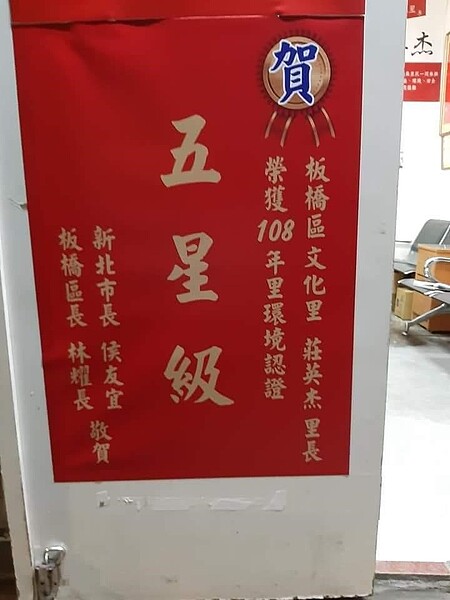 賀
板橋區文化里 莊英杰 里長
榮獲108年里環境認證
五星級
新北市長 侯友宜
板橋區長 林耀長 敬賀
杰
里